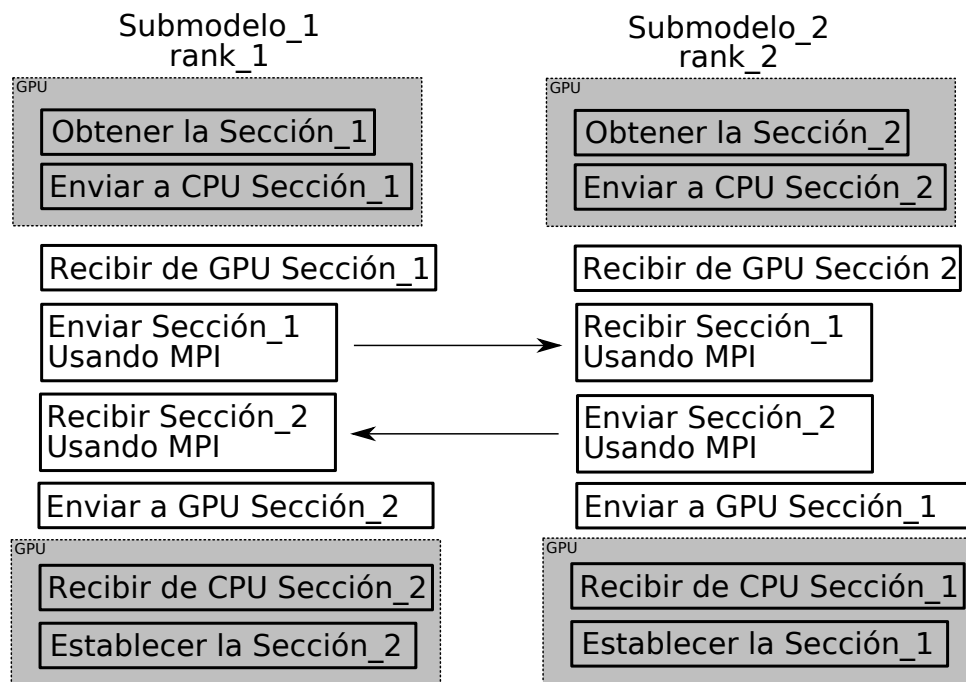 Submodelo_1
rank_1
GPU
Obtener la Sección_1
Enviar a CPU Sección_1
Recibir de GPU Sección_1
Enviar Sección_1
Usando MPI
Recibir Sección_2
Usando MPI
Enviar a GPU Sección_2
GPU
Recibir de CPU Sección_2
Establecer la Sección_2
Submodelo_2
rank_2
GPU
Obtener la Sección_2
Enviar a CPU Sección_2
Recibir de GPU Sección 2
Recibir Sección_1
Usando MPI
Enviar Sección_2
Usando MPI
Enviar a GPU Sección_1
GPU
Recibir de CPU Sección_1
Establecer la Sección_1